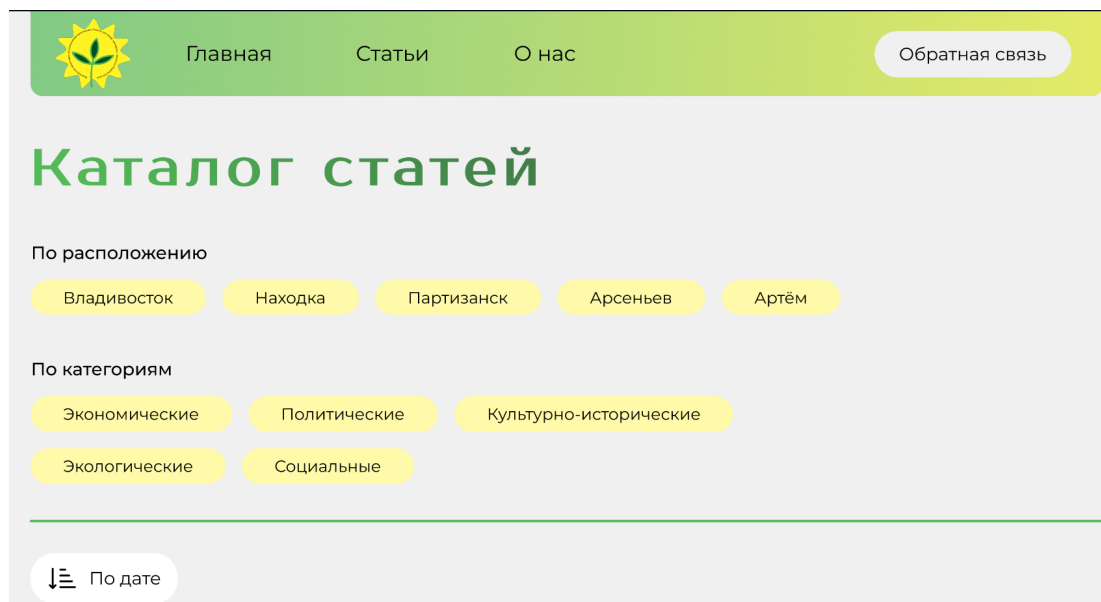 Главная Статьи О нас Обратная связь
Каталог статей
По расположению
Владивосток Находка Партизанск Арсеньев Артём
По категориям
Экономические Политические Культурно-исторические
Экологические Социальные
По дате